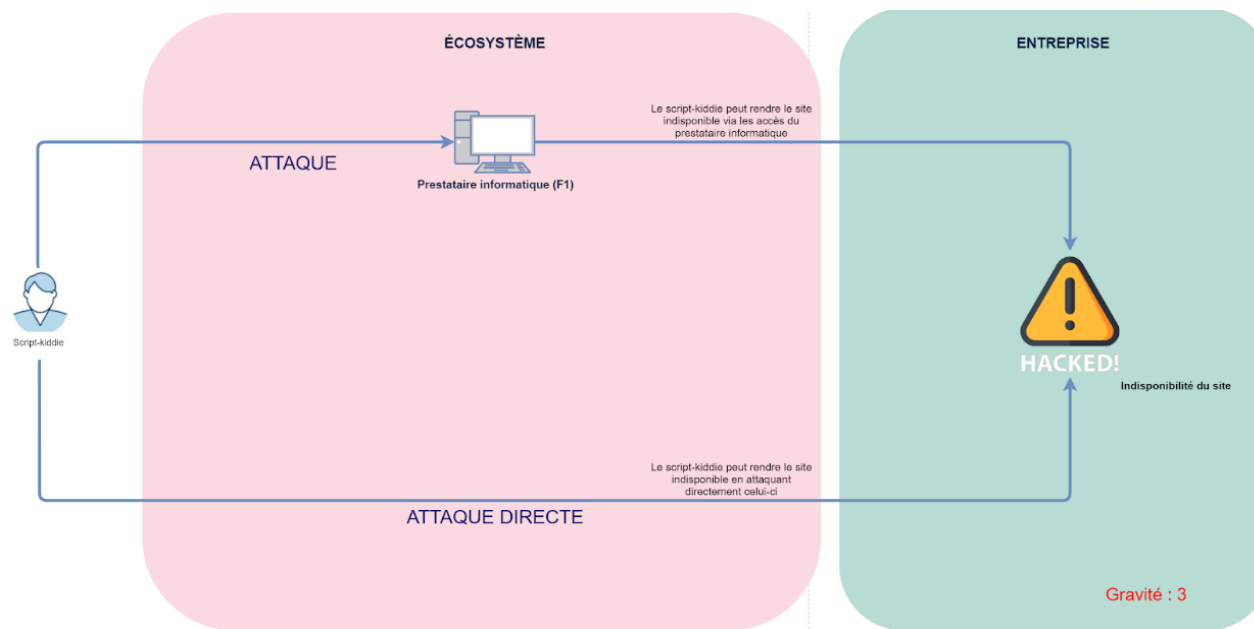 ÉCOSYSTÈME
ENTREPRISE
Le script-kiddie peut rendre le site
indisponible via les accès du
prestataire informatique
ATTAQUE
Prestataire informatique (F1)
Script-kiddie
HACKED!
Indisponibilité du site
Le script-kiddie peut rendre le site
indisponible en attaquant
directement celui-ci
ATTAQUE DIRECTE
Gravité : 3